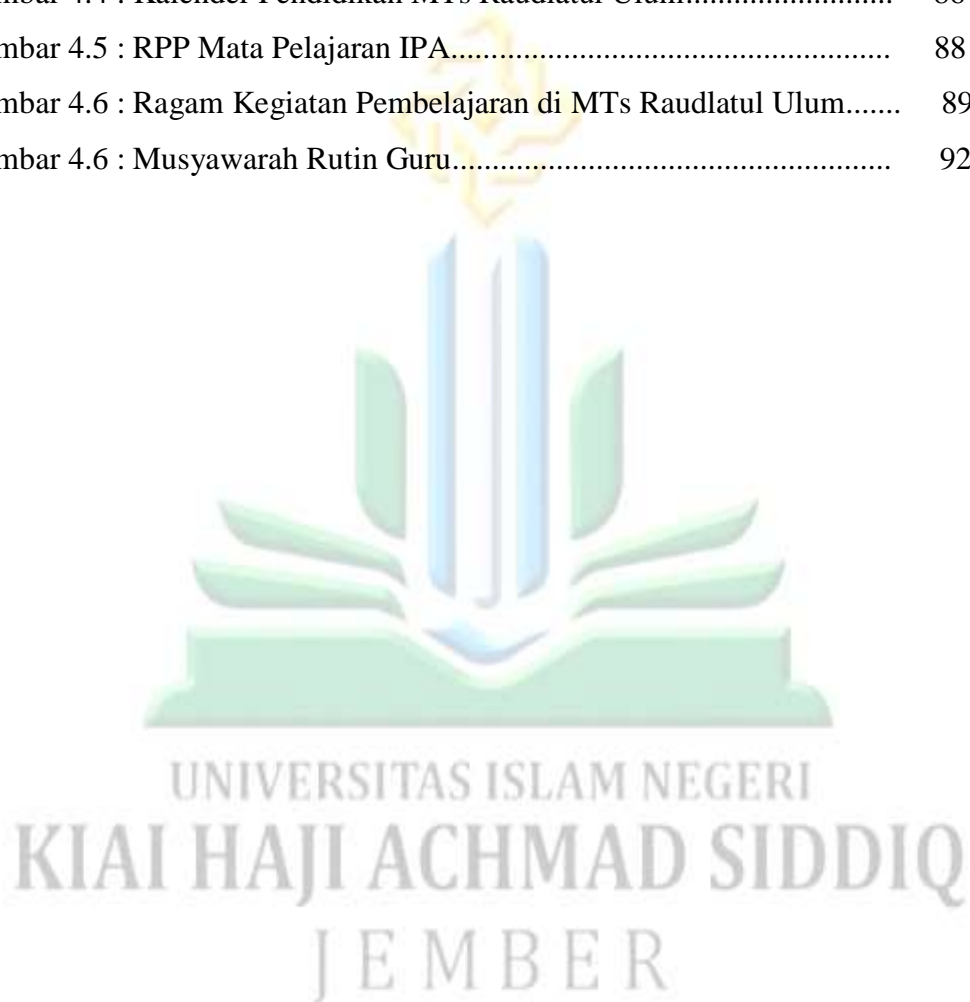 mbar 4.5 : RPP Mata Pelajaran IPA.......................................................... 88
mbar 4.6 : Ragam Kegiatan Pembelajaran di MTs Raudlatul Ulum....... 89
mbar 4.6 : Musyawarah Rutin Guru.......................................................... 92
UNIVERSITAS ISLAM NEGERI
KIAI HAJI ACHMAD SIDDIQ
JEMBER